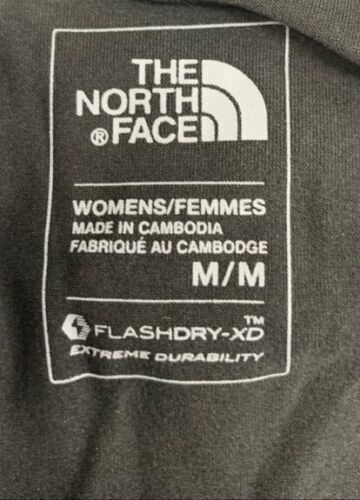 THE
NORTH
® FACE
WOMENS/FEMMES
MADE IN CAMBODIA
FABRIQUÉ AU CAMBODGE
M/M
FLASHDRY-XD™
EXTREME DURABILITY